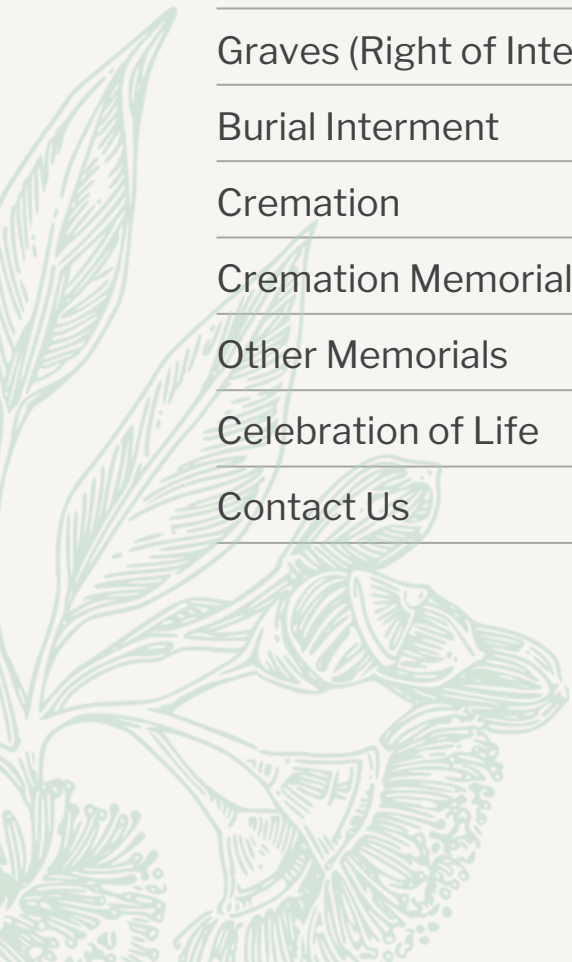 Graves (Right of Inte
Burial Interment
Cremation
Cremation Memorial
Other Memorials
Celebration of Life
Contact Us